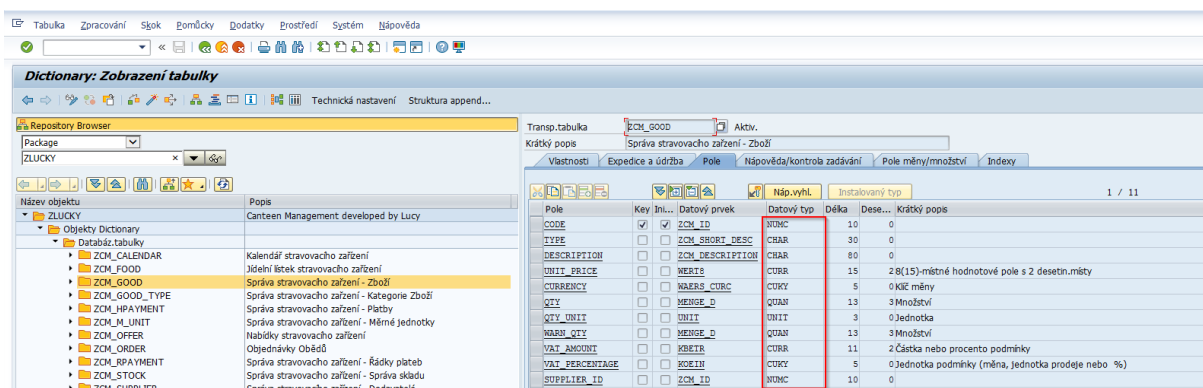 Tabulka Zpracování Skok Pomůcky Dodatky Prostředí Systém Nápověda
Dictionary: Zobrazení tabulky
Technická nastavení Struktura append...
Repository Browser
Package
ZLUCKY
Název objektu Popis
ZLUCKY Canteen Management developed by Lucy
Objekty Dictionary
Databáz.tabulky
ZCM_CALENDAR Kalendář stravovacího zařízení
ZCM_FOOD Jídelní lístek stravovacího zařízení
ZCM_GOOD Správa stravovacího zařízení - Zboží
ZCM_GOOD_TYPE Správa stravovacího zařízení - Kategorie Zboží
ZCM_HPAYMENT Správa stravovacího zařízení - Platby
ZCM_M_UNIT Správa stravovacího zařízení - Měrné jednotky
ZCM_OFFER Nabídky stravovacího zařízení
ZCM_ORDER Objednávky Obědů
ZCM_RPAYMENT Správa stravovacího zařízení - Řádky plateb
ZCM_STOCK Správa stravovacího zařízení - Správa skladu
ZCM_SUPPLIER Správa stravovacího zařízení - Dodavatelé
Transp.tabulka ZCM_GOOD Aktiv.
Krátký popis Správa stravovacího zařízení - Zboží
Vlastnosti Expedice a údržba Pole Nápověda/kontrola zadávání Pole měny/množství Indexy
Náp.vyhl. Instalovaný typ 1 / 11
Pole Key Ini... Datový prvek Datový typ Délka Dese... Krátký popis
CODE ZCM_ID NUMC 10 0
TYPE ZCM_SHORT_DESC CHAR 30 0
DESCRIPTION ZCM_DESCRIPTION CHAR 80 0
UNIT_PRICE WERT8 CURR 15 2 8(15)-místné hodnotové pole s 2 desetin.místy
CURRENCY WAERS_CURC CUKY 5 0 Klíč měny
QTY MENGE_D QUAN 13 3 Množství
QTY_UNIT UNIT UNIT 3 0 Jednotka
WARN_QTY MENGE_D QUAN 13 3 Množství
VAT_AMOUNT KBETR CURR 11 2 Částka nebo procento podmínky
VAT_PERCENTAGE KOEIN CUKY 5 0 Jednotka podmínky (měna, jednotka prodeje nebo %)
SUPPLIER_ID ZCM_ID NUMC 10 0